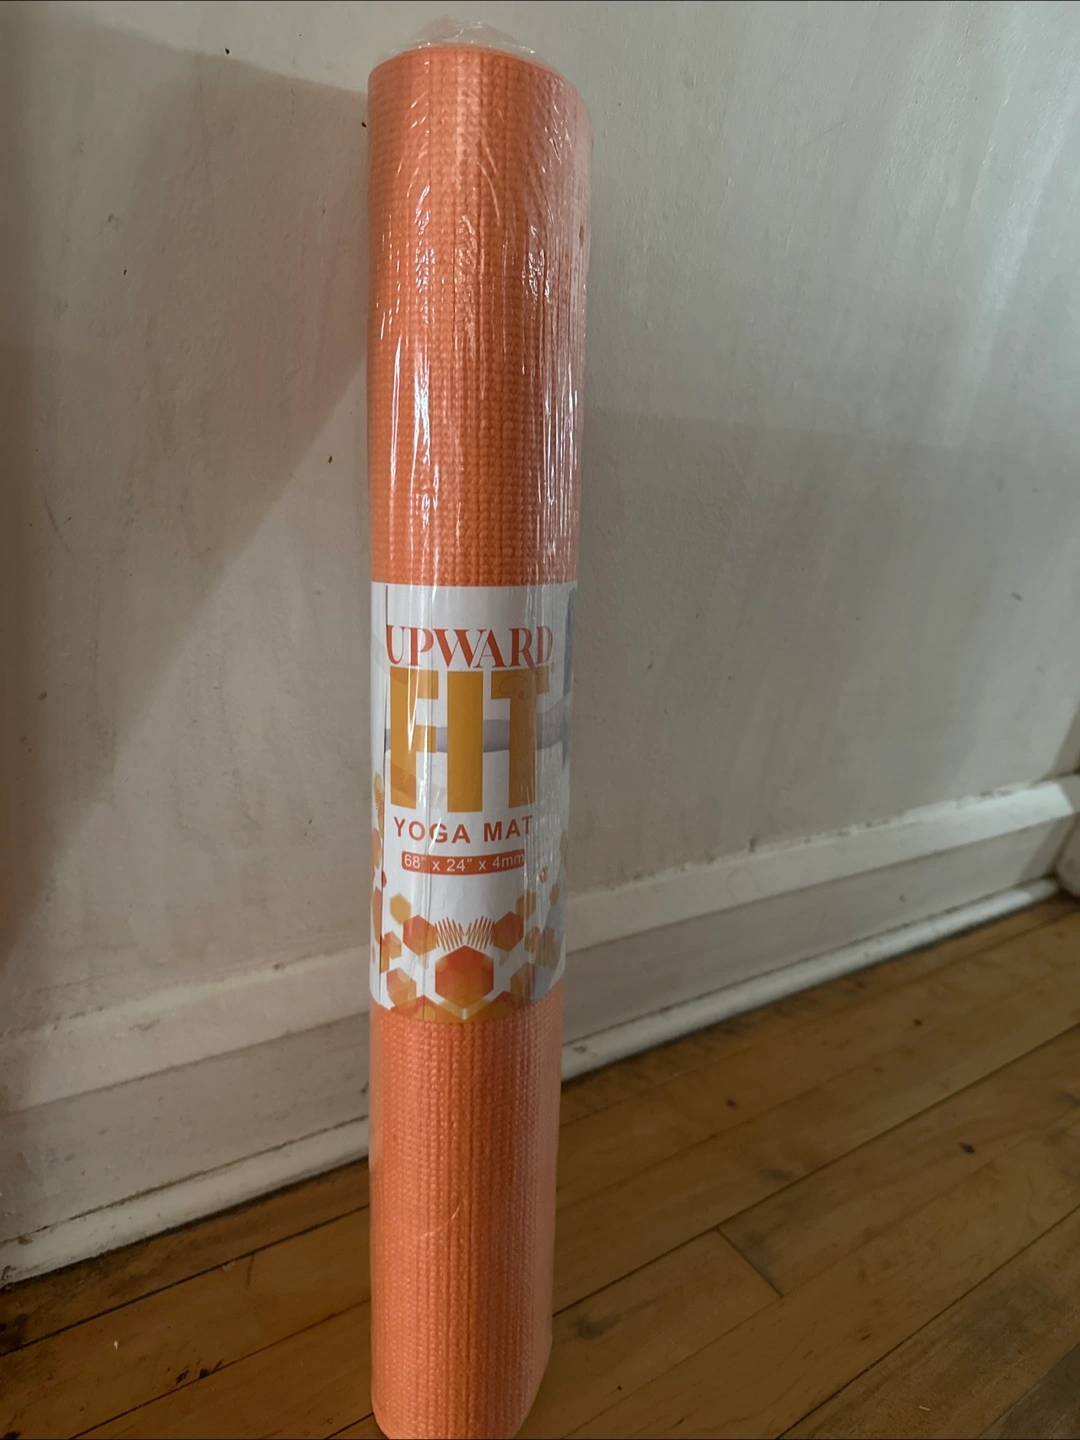 UPWARD
FIT
YOGA MAT
68" x 24" x 4mm